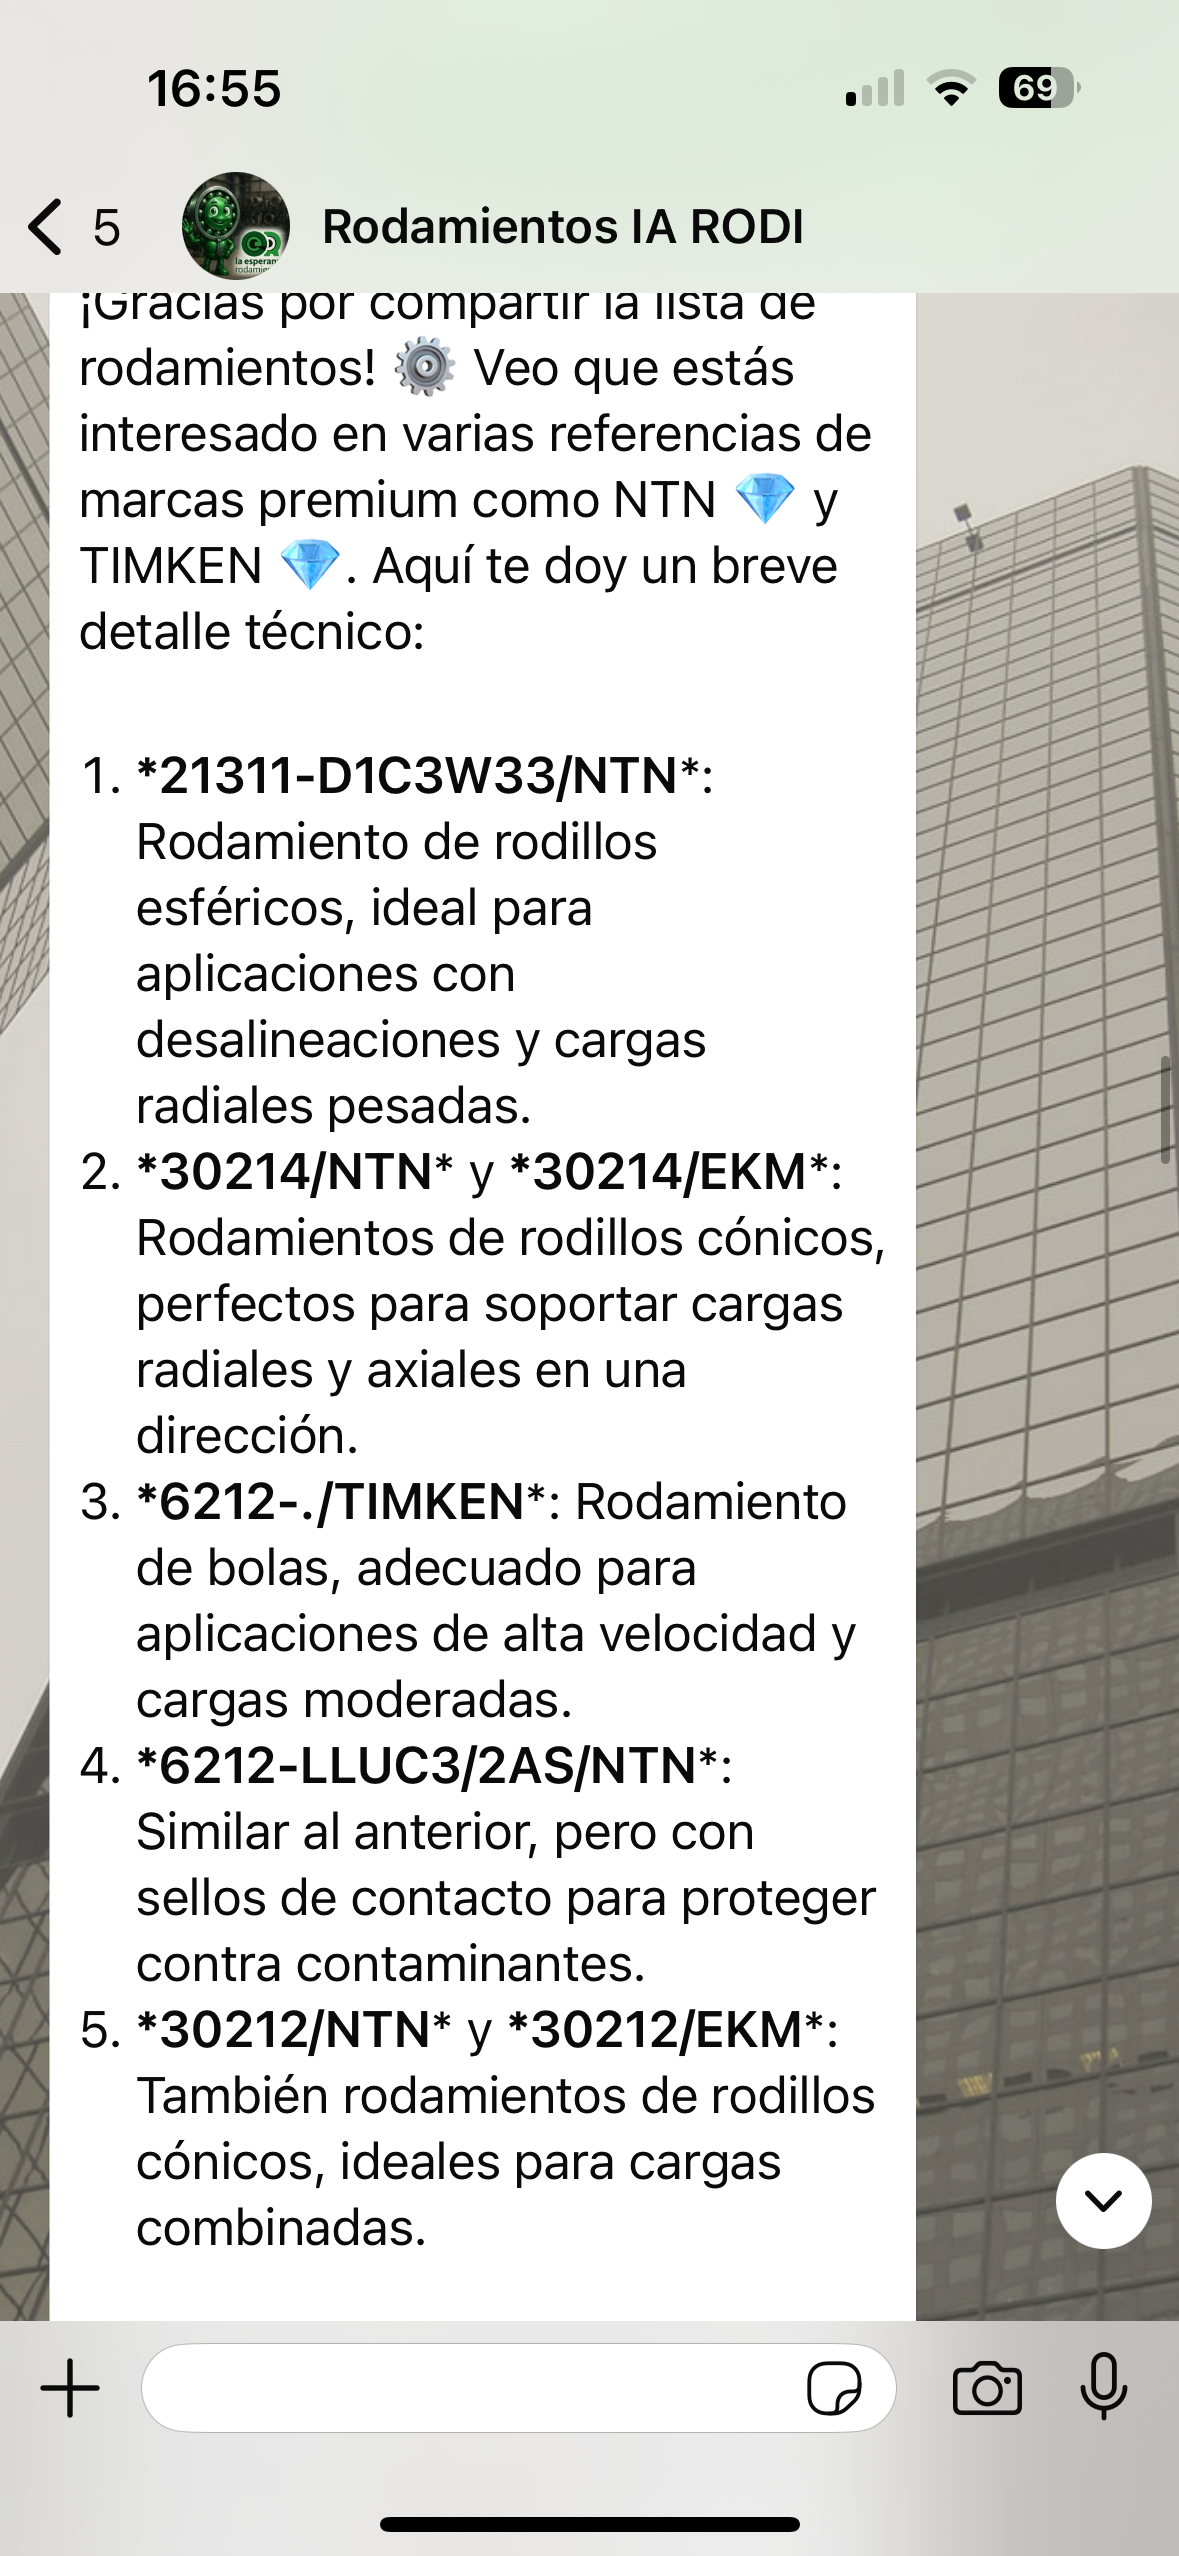 16:55
69
5
Rodamientos IA RODI
la esperan
rodamie
¡Gracias por compartir la lista de
rodamientos! ⚙️ Veo que estás
interesado en varias referencias de
marcas premium como NTN 💎 y
TIMKEN 💎. Aquí te doy un breve
detalle técnico:
1. *21311-D1C3W33/NTN*:
Rodamiento de rodillos
esféricos, ideal para
aplicaciones con
desalineaciones y cargas
radiales pesadas.
2. *30214/NTN* y *30214/EKM*:
Rodamientos de rodillos cónicos,
perfectos para soportar cargas
radiales y axiales en una
dirección.
3. *6212-./TIMKEN*: Rodamiento
de bolas, adecuado para
aplicaciones de alta velocidad y
cargas moderadas.
4. *6212-LLUC3/2AS/NTN*:
Similar al anterior, pero con
sellos de contacto para proteger
contra contaminantes.
5. *30212/NTN* y *30212/EKM*:
También rodamientos de rodillos
cónicos, ideales para cargas
combinadas.